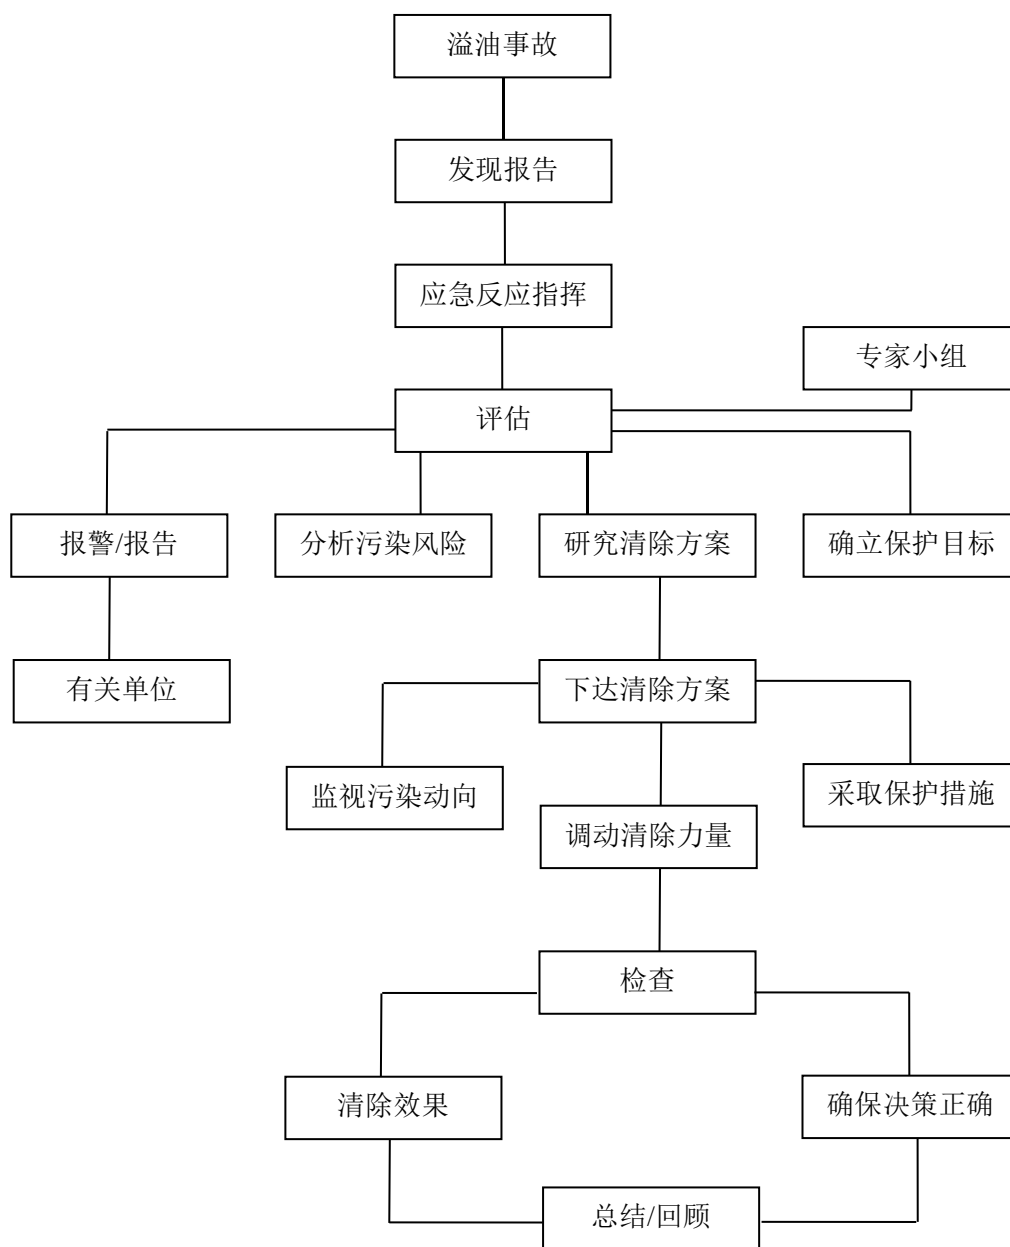 溢油事故
发现报告
应急反应指挥
专家小组
评估
报警/报告
分析污染风险
研究清除方案
确立保护目标
有关单位
下达清除方案
监视污染动向
采取保护措施
调动清除力量
检查
清除效果
确保决策正确
总结/回顾